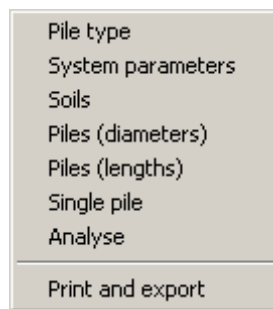 Pile type
System parameters
Soils
Piles (diameters)
Piles (lengths)
Single pile
Analyse
Print and export